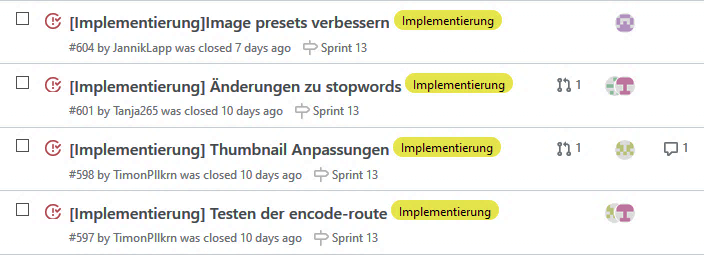 [Implementierung]Image presets verbessern Implementierung
#604 by JannikLapp was closed 7 days ago Sprint 13
[Implementierung] Änderungen zu stopwords Implementierung 1
#601 by Tanja265 was closed 10 days ago Sprint 13
[Implementierung] Thumbnail Anpassungen Implementierung 1 1
#598 by TimonPllkrn was closed 10 days ago Sprint 13
[Implementierung] Testen der encode-route Implementierung
#597 by TimonPllkrn was closed 10 days ago Sprint 13